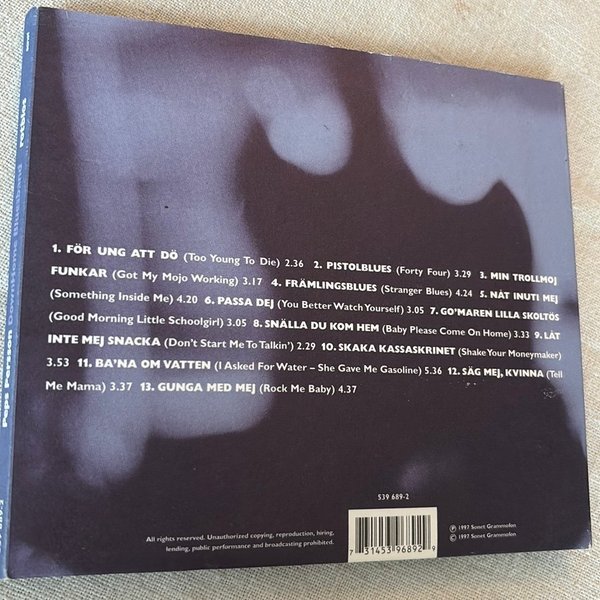 1. FÖR UNG ATT DÖ (Too Young To Die) 2.36 2. PISTOLBLUES (Forty Four) 3.29 3. MIN TROLLMOJ
FUNKAR (Got My Mojo Working) 3.17 4. FRÄMLINGSBLUES (Stranger Blues) 4.24 5. NÅT INUTI MEJ
(Something Inside Me) 4.20 6. PASSA DEJ (You Better Watch Yourself) 3.05 7. GO'MAREN LILLA SKOLTÖS
(Good Morning Little Schoolgirl) 3.05 8. SNÄLLA DU KOM HEM (Baby Please Come On Home) 3.33 9. LÅT
INTE MEJ SNACKA (Don't Start Me To Talkin') 2.29 10. SKAKA KASSASKRINET (Shake Your Moneymaker)
3.53 11. BA'NA OM VATTEN (I Asked For Water – She Gave Me Gasoline) 5.36 12. SÄG MEJ, KVINNA (Tell
Me Mama) 3.37 13. GUNGA MED MEJ (Rock Me Baby) 4.37
539 689-2
All rights reserved. Unauthorized copying, reproduction, hiring,
lending, public performance and broadcasting prohibited.
7 31453 96892 9
℗ 1997 Sonet Grammofon
© 1997 Sonet Grammofon
539 689-2
Peps Persson Downhome Bluesband
rotblos